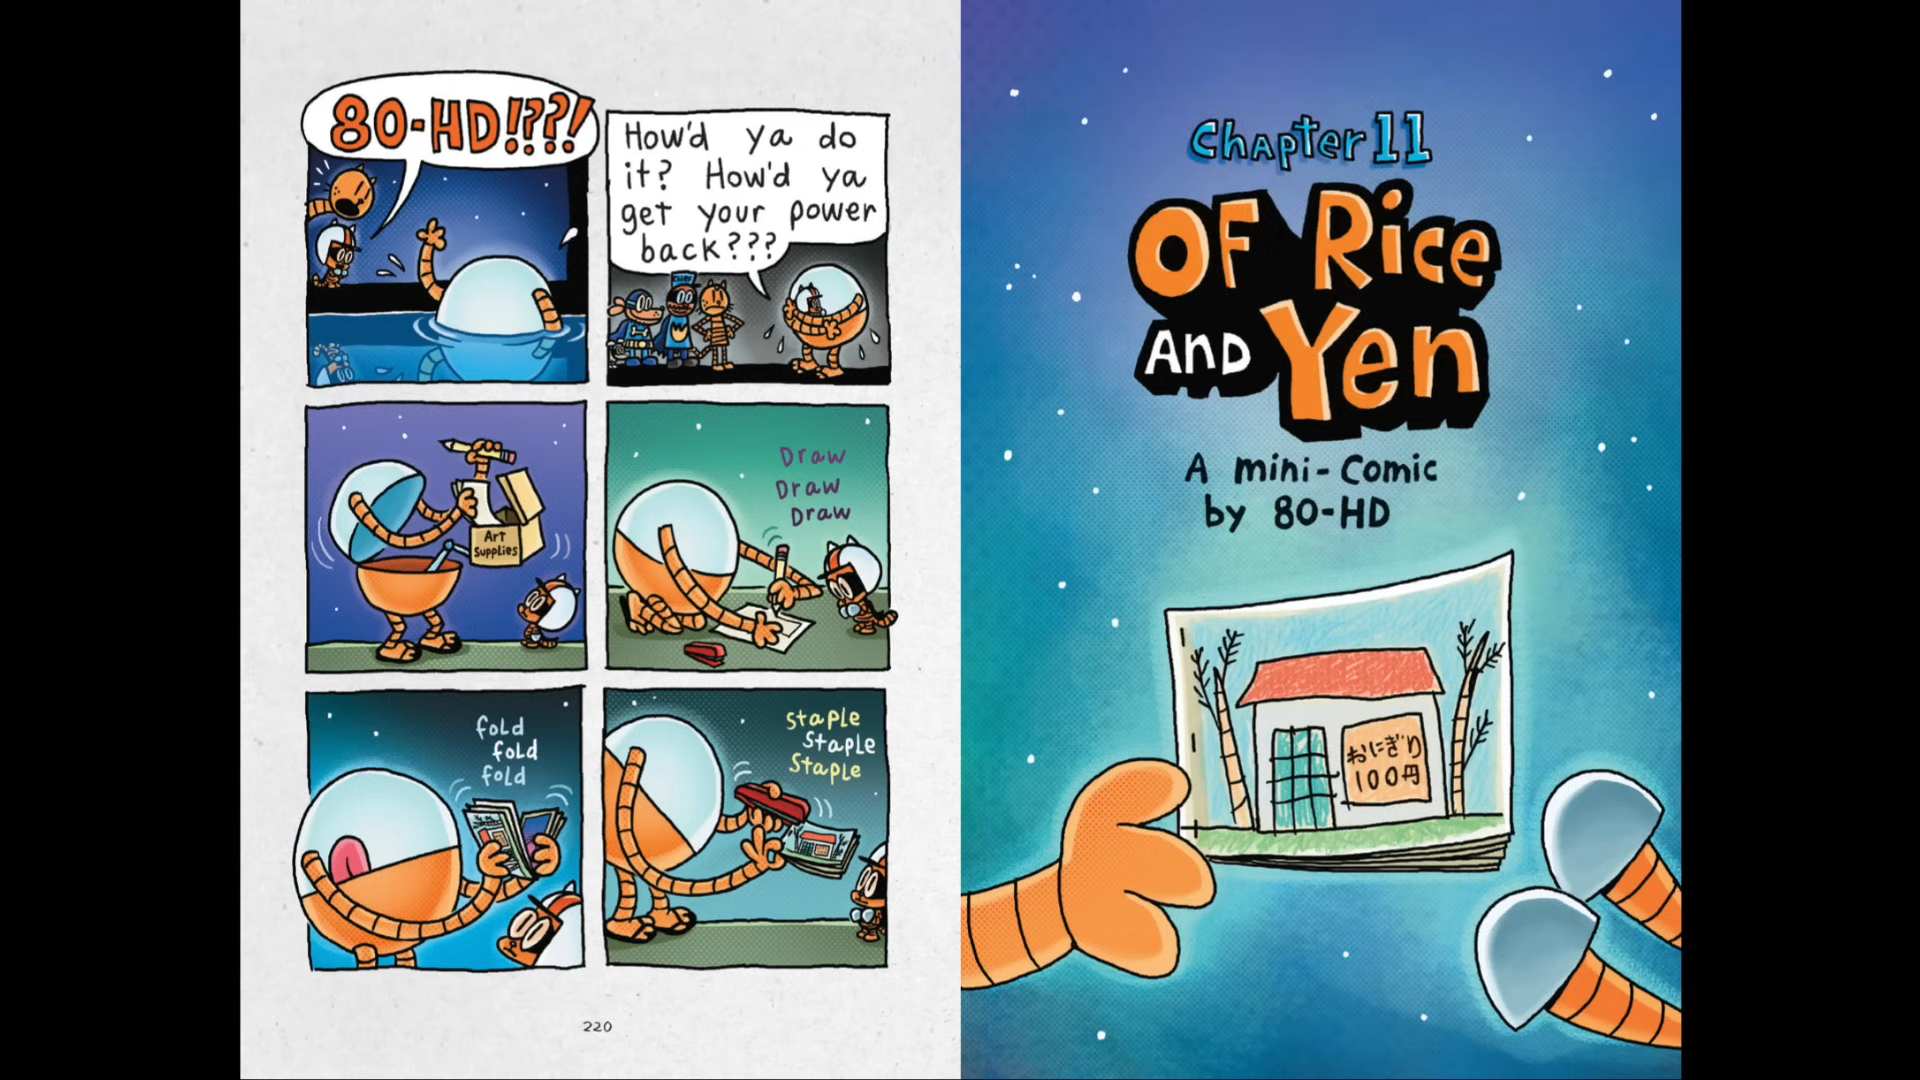 80-HD!??!
How'd ya do
it? How'd ya
get your power
back???
CHIEF
Art
Supplies
Draw
Draw
Draw
fold
fold
fold
Staple
Staple
Staple
220
Chapter 11
OF Rice
AND Yen
A mini-Comic
by 80-HD
おにぎり
100円